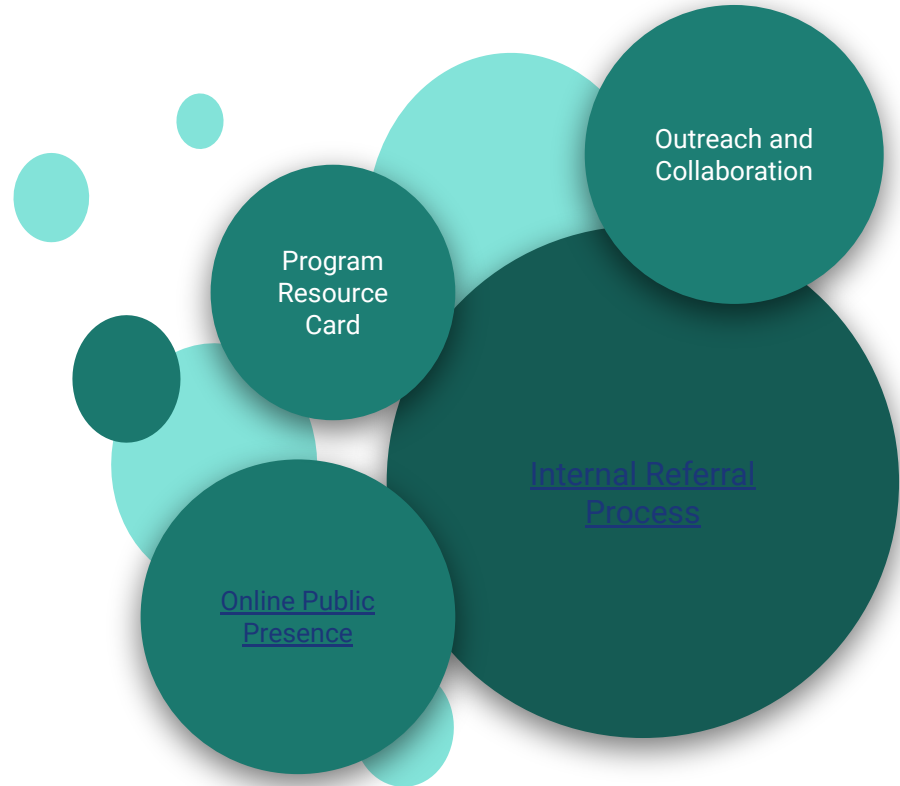 Outreach and
Collaboration
Program
Resource
Card
Internal Referral
Process
Online Public
Presence